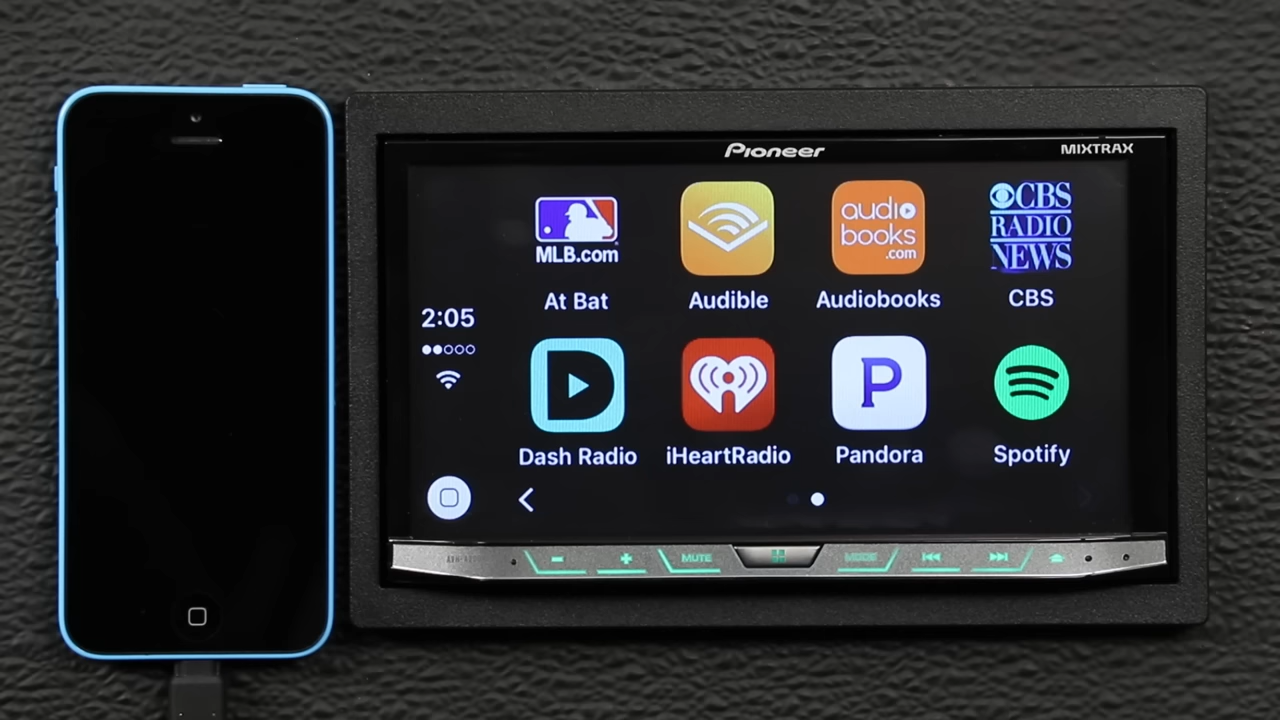 Pioneer
MIXTRAX
MLB.com
At Bat
Audible
audio
books
.com
Audiobooks
CBS
RADIO
NEWS
CBS
2:05
Dash Radio
iHeartRadio
P
Pandora
Spotify
MUTE
MODE